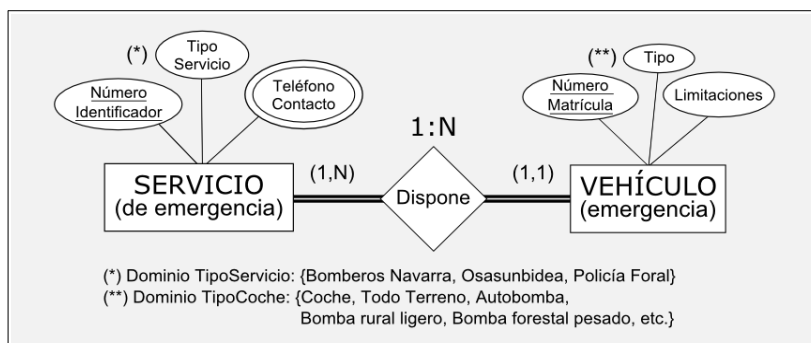 (*)
Tipo
Servicio
Número
Identificador
Teléfono
Contacto
SERVICIO
(de emergencia)
(1,N)
1:N
Dispone
(1,1)
(**)
Tipo
Número
Matrícula
Limitaciones
VEHÍCULO
(emergencia)
(*) Dominio TipoServicio: {Bomberos Navarra, Osasunbidea, Policía Foral}
(**) Dominio TipoCoche: {Coche, Todo Terreno, Autobomba,
Bomba rural ligero, Bomba forestal pesado, etc.}